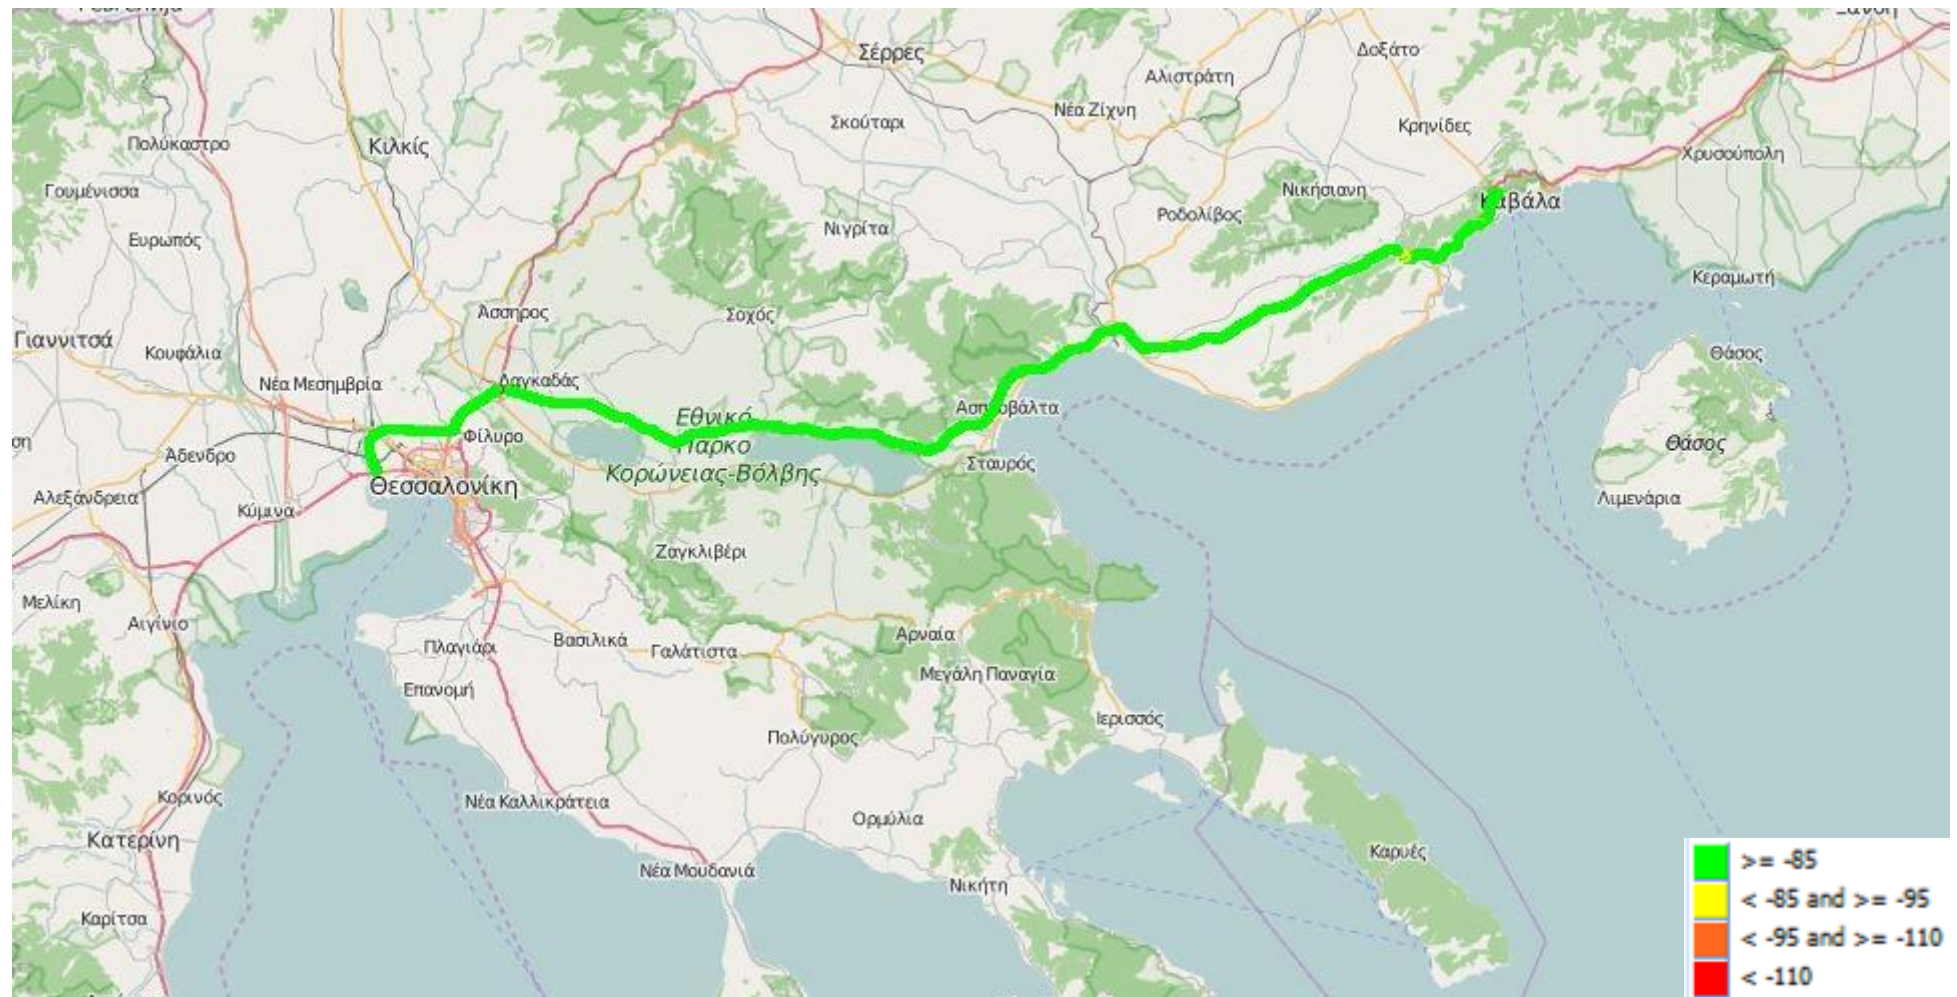 Σέρρες
Δοξάτο
Αλιστράτη
Νέα Ζίχνη
Σκούταρι
Κρηνίδες
Πολύκαστρο
Κιλκίς
Χρυσούπολη
Γουμένισσα
Νικήσιανη
Καβάλα
Ροδολίβος
Νιγρίτα
Ευρωπός
Κεραμωτή
Άσσηρος
Σοχός
Γιαννιτσά
Κουφάλια
Θάσος
Νέα Μεσημβρία
Λαγκαδάς
Ασπροβάλτα
Εθνικό
Πάρκο
Κορώνειας-Βόλβης
Φίλυρο
Θάσος
ση
Άδενδρο
Σταυρός
Θεσσαλονίκη
Αλεξάνδρεια
Λιμενάρια
Κύμινα
Ζαγκλιβέρι
Μελίκη
Αιγίνιο
Πλαγιάρι
Βασιλικά
Γαλάτιστα
Αρναία
Μεγάλη Παναγία
Επανομή
Ιερισσός
Πολύγυρος
Κορινός
Νέα Καλλικράτεια
Ορμύλια
Κατερίνη
Καρυές
Νέα Μουδανιά
Νικήτη
Καρίτσα
>= -85
< -85 and >= -95
< -95 and >= -110
< -110